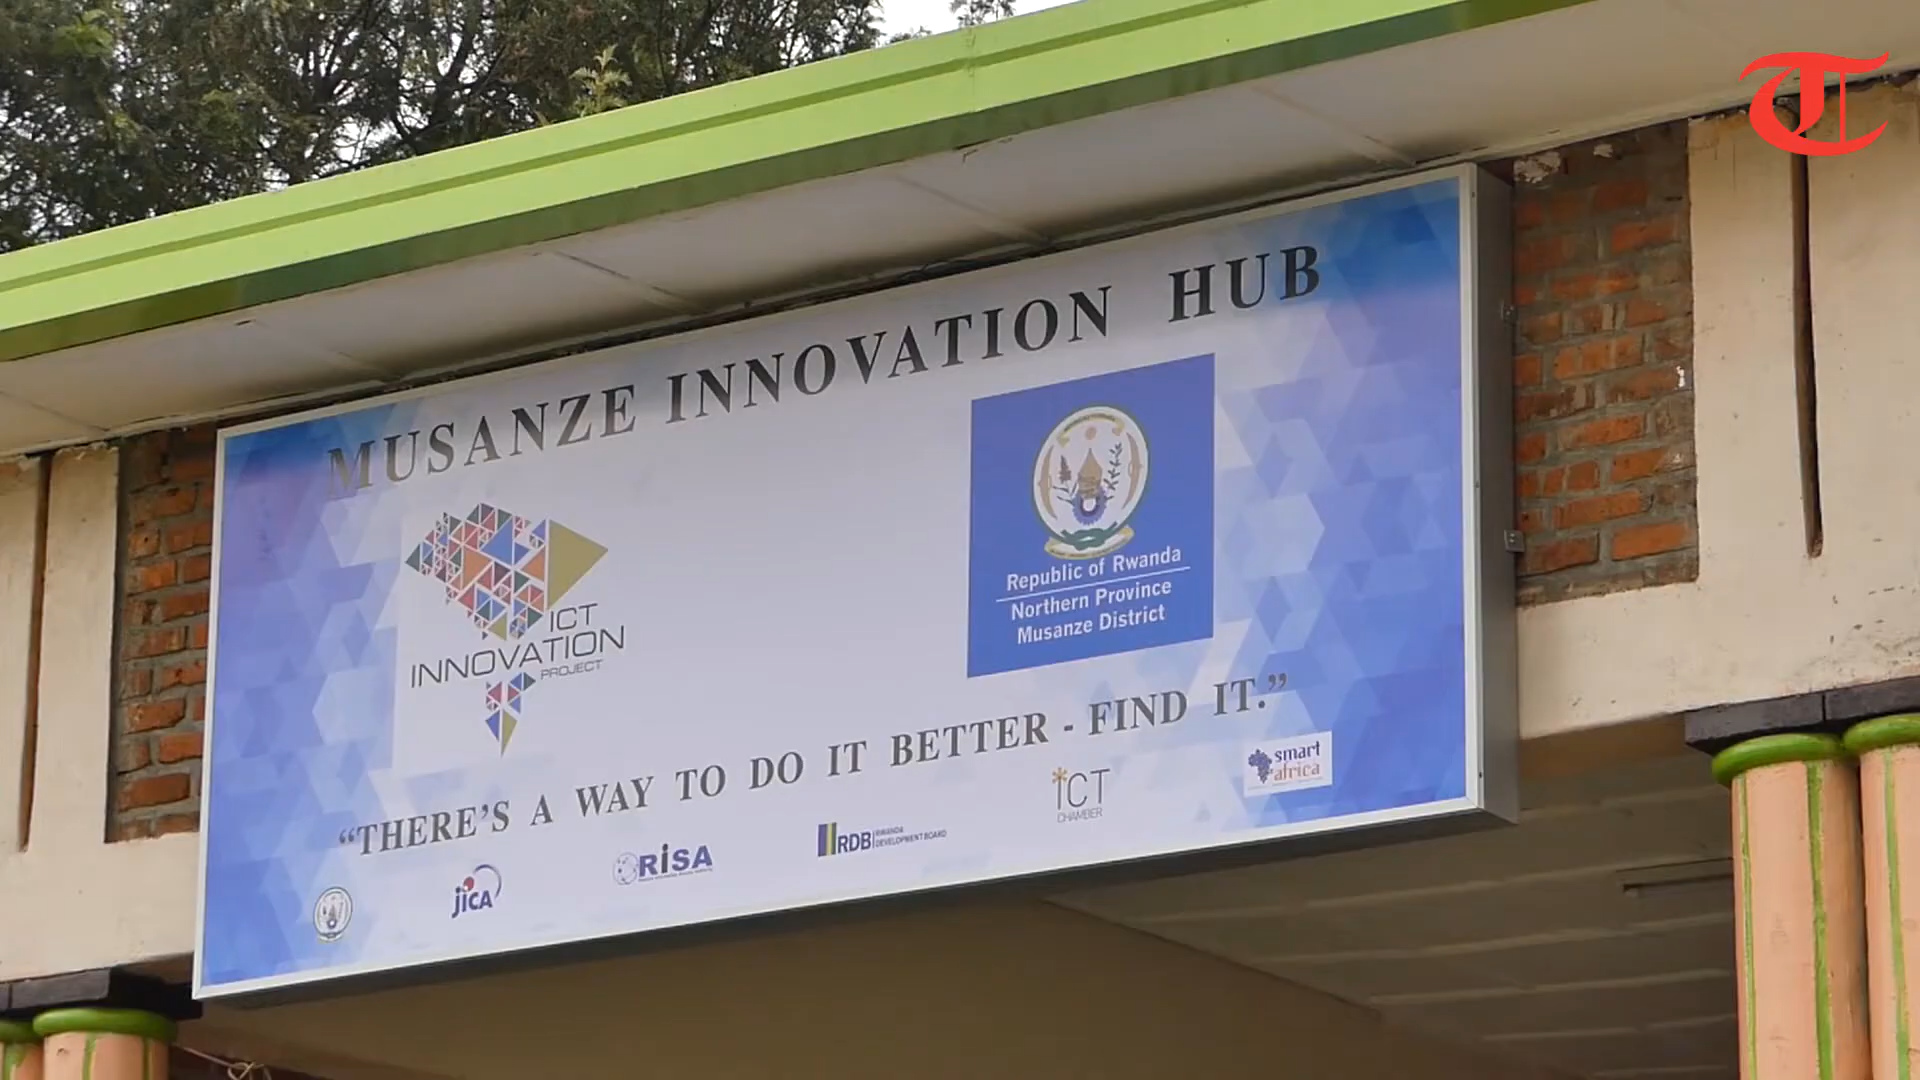 MUSANZE INNOVATION HUB
ICT
INNOVATION
PROJECT
Republic of Rwanda
Northern Province
Musanze District
“THERE’S A WAY TO DO IT BETTER - FIND IT.”
JICA
RISA
RDB RWANDA
DEVELOPMENT BOARD
ICT
CHAMBER
smart
africa
T